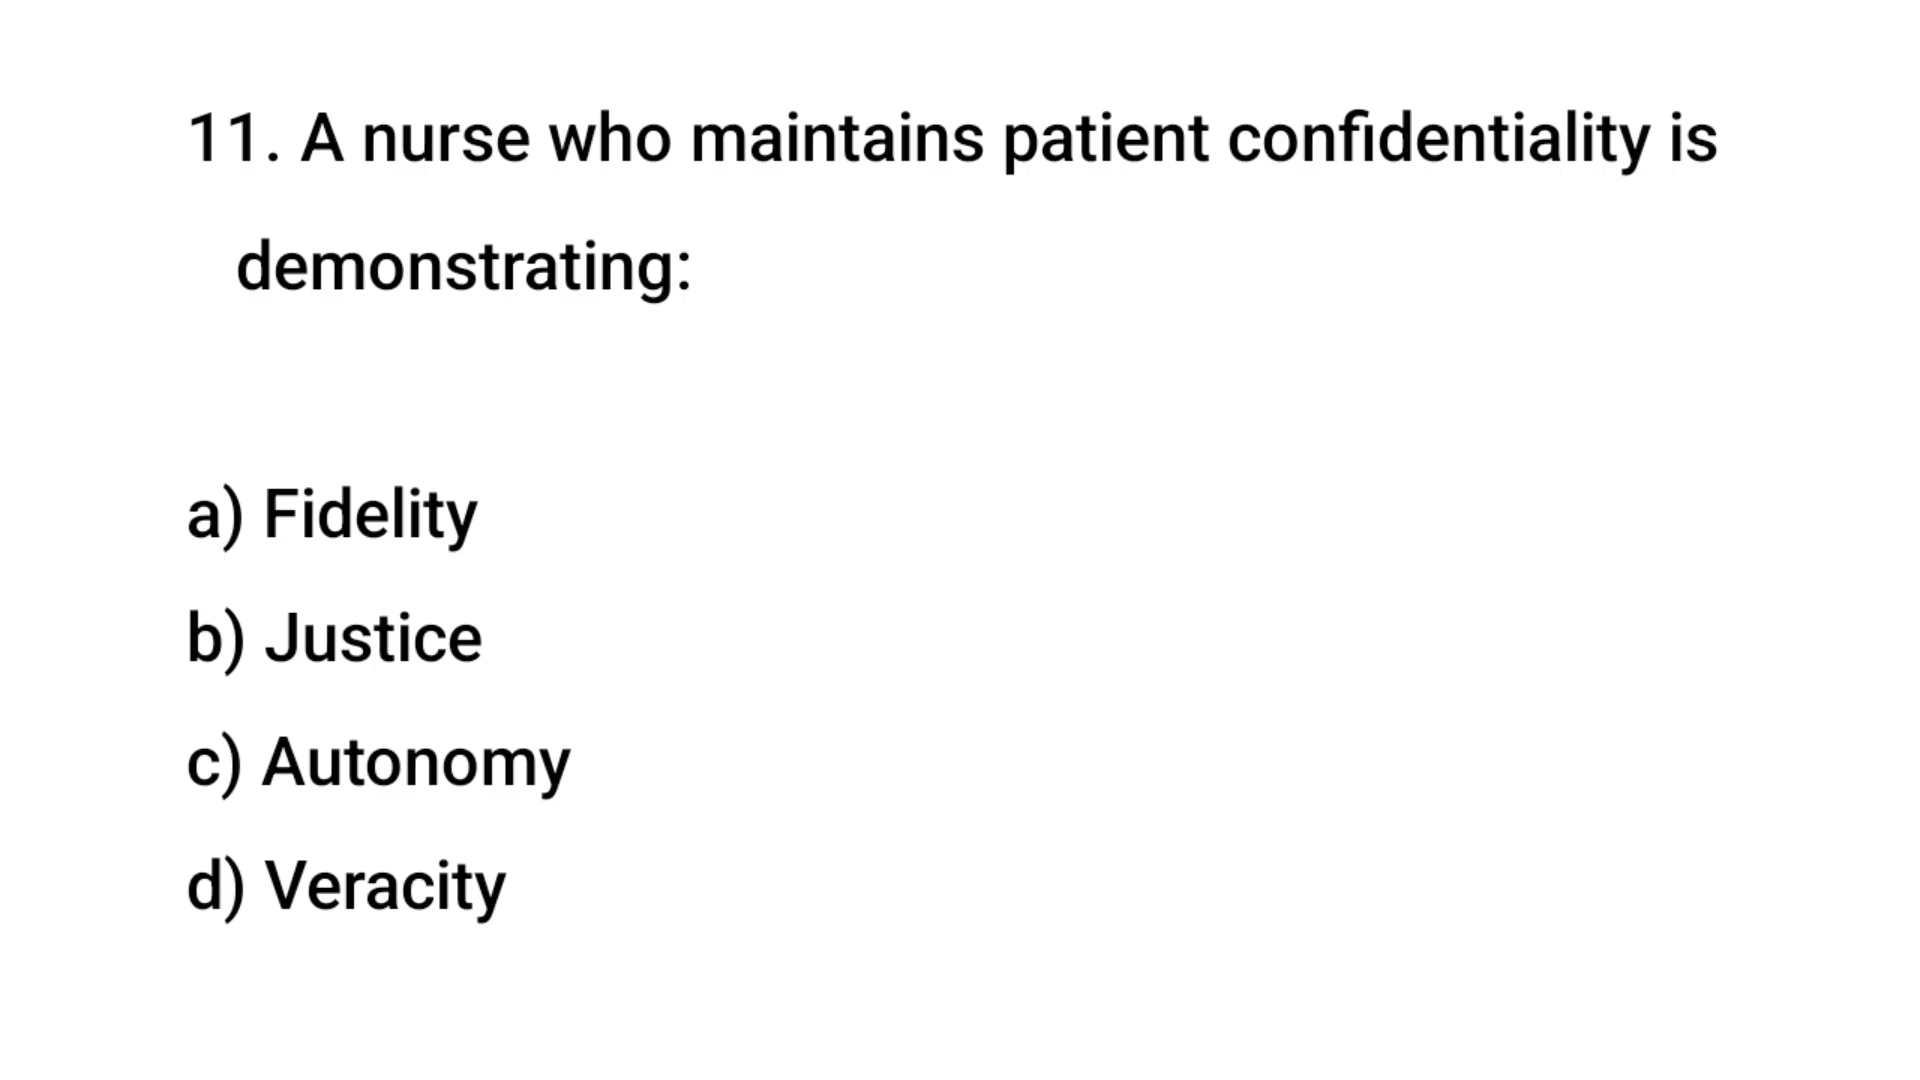 11. A nurse who maintains patient confidentiality is
demonstrating:
a) Fidelity
b) Justice
c) Autonomy
d) Veracity